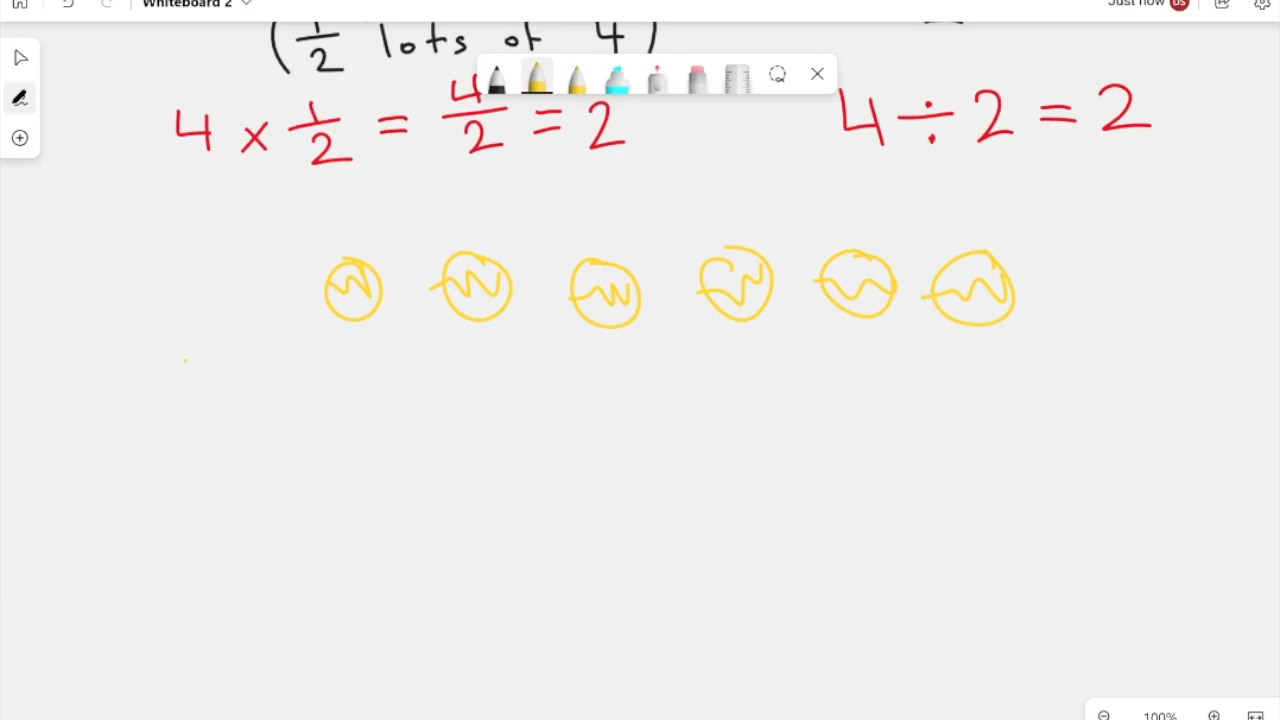 Whiteboard 2
Just now DS
(1/2 lots of 4)
4 × 1/2 = 4/2 = 2
4 ÷ 2 = 2
100%